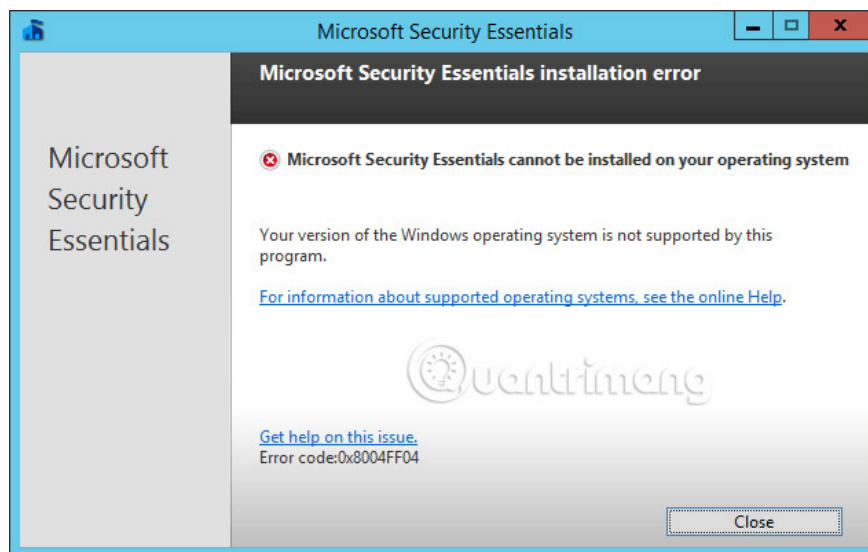 Microsoft Security Essentials
Microsoft Security Essentials installation error
Microsoft
Security
Essentials
Microsoft Security Essentials cannot be installed on your operating system
Your version of the Windows operating system is not supported by this
program.
For information about supported operating systems, see the online Help.
Quantrimang
Get help on this issue.
Error code:0x8004FF04
Close